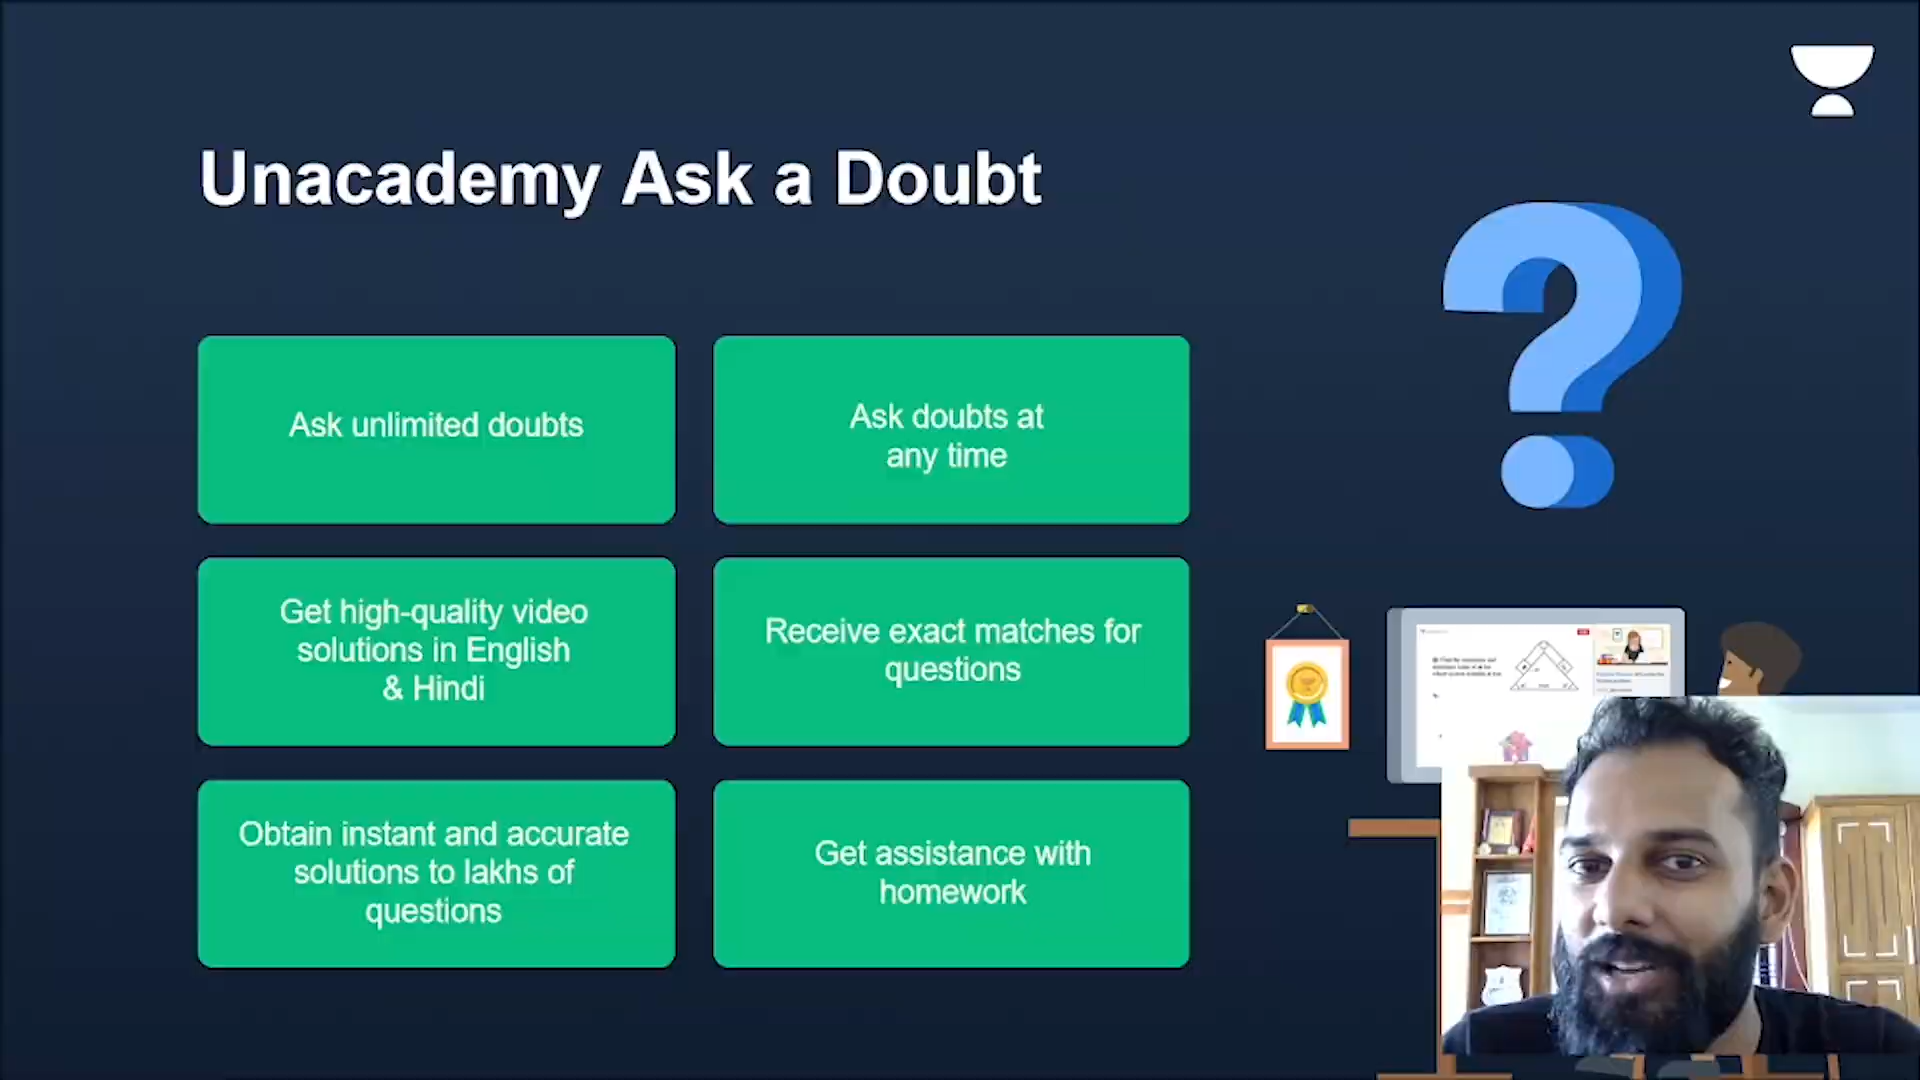 Unacademy Ask a Doubt
Ask unlimited doubts
Ask doubts at
any time
Get high-quality video
solutions in English
& Hindi
Receive exact matches for
questions
Obtain instant and accurate
solutions to lakhs of
questions
Get assistance with
homework